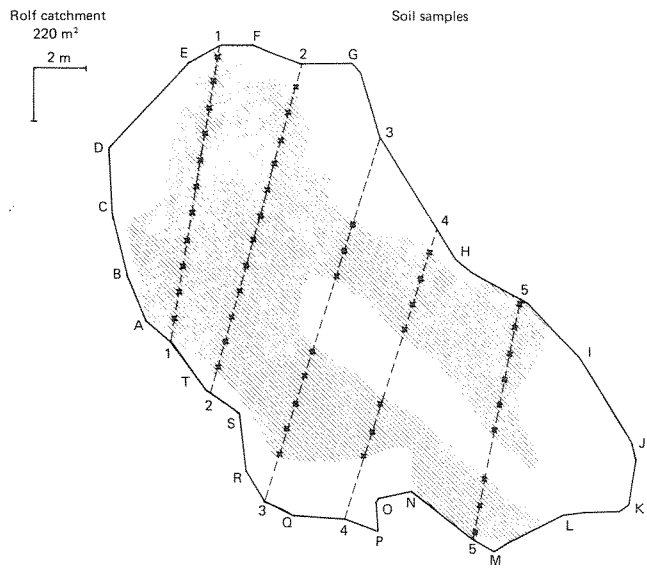 Rolf catchment
220 m²
2 m
Soil samples
1 F
E
2 G
D
3
C
4
H
B
5
A
1
I
T
2
S
J
R
K
3
Q
4
O
N
P
L
5
M